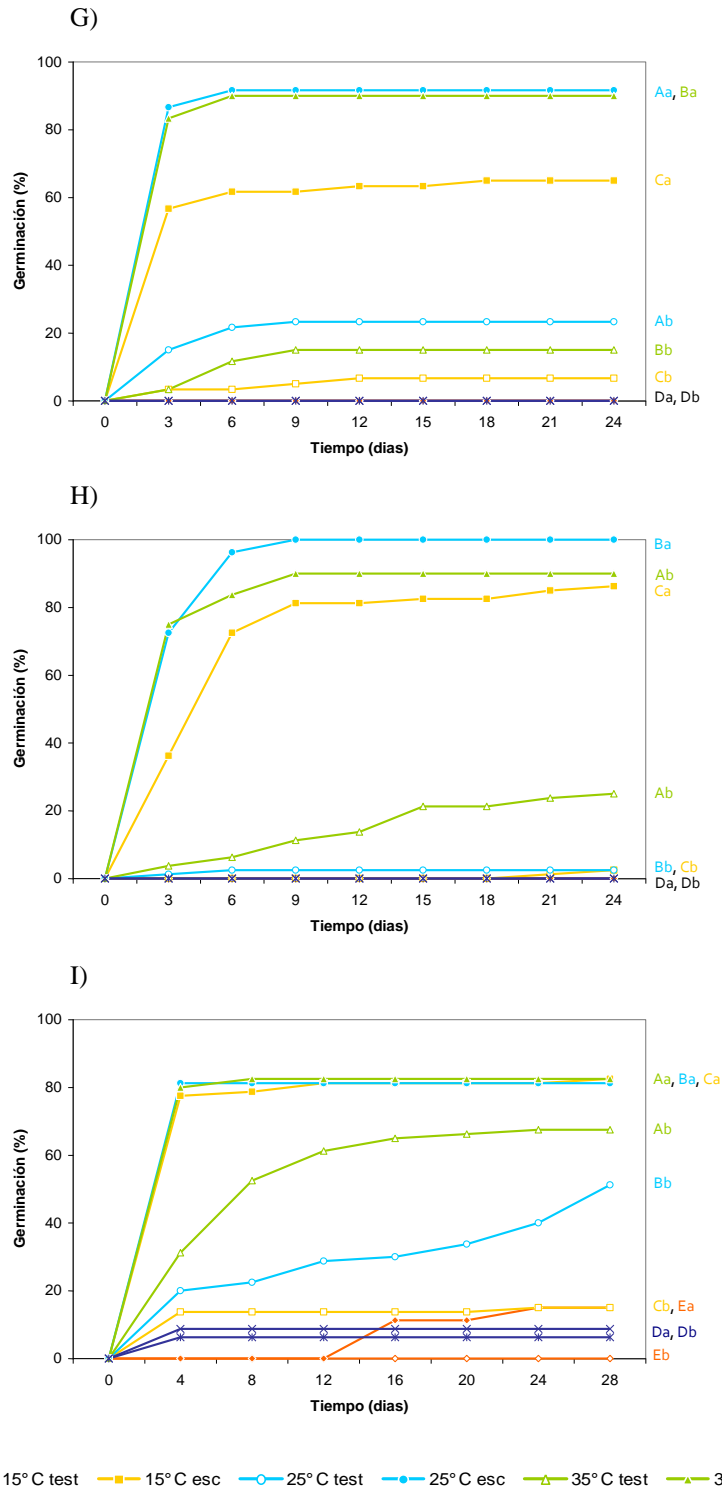 G)
100
80
60
40
20
0
Germinación (%)
0 3 6 9 12 15 18 21 24
Tiempo (dias)
Aa, Ba
Ca
Ab
Bb
Cb
Da, Db
H)
100
80
60
40
20
0
Germinación (%)
0 3 6 9 12 15 18 21 24
Tiempo (dias)
Ba
Ab
Ca
Ab
Bb, Cb
Da, Db
I)
100
80
60
40
20
0
Germinación (%)
0 4 8 12 16 20 24 28
Tiempo (dias)
Aa, Ba, Ca
Ab
Bb
Cb, Ea
Da, Db
Eb
15°C test 15°C esc 25°C test 25°C esc 35°C test 3